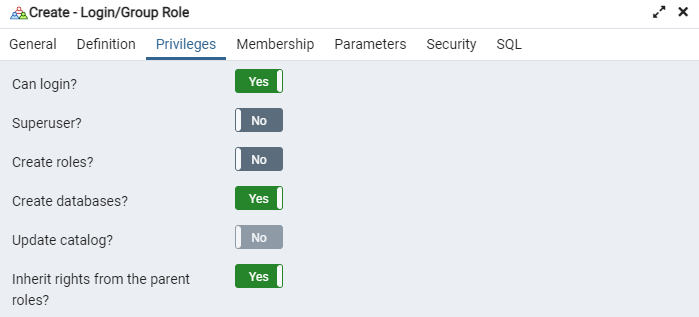 Create - Login/Group Role
General Definition Privileges Membership Parameters Security SQL
Can login? Yes
Superuser? No
Create roles? No
Create databases? Yes
Update catalog? No
Inherit rights from the parent Yes
roles?